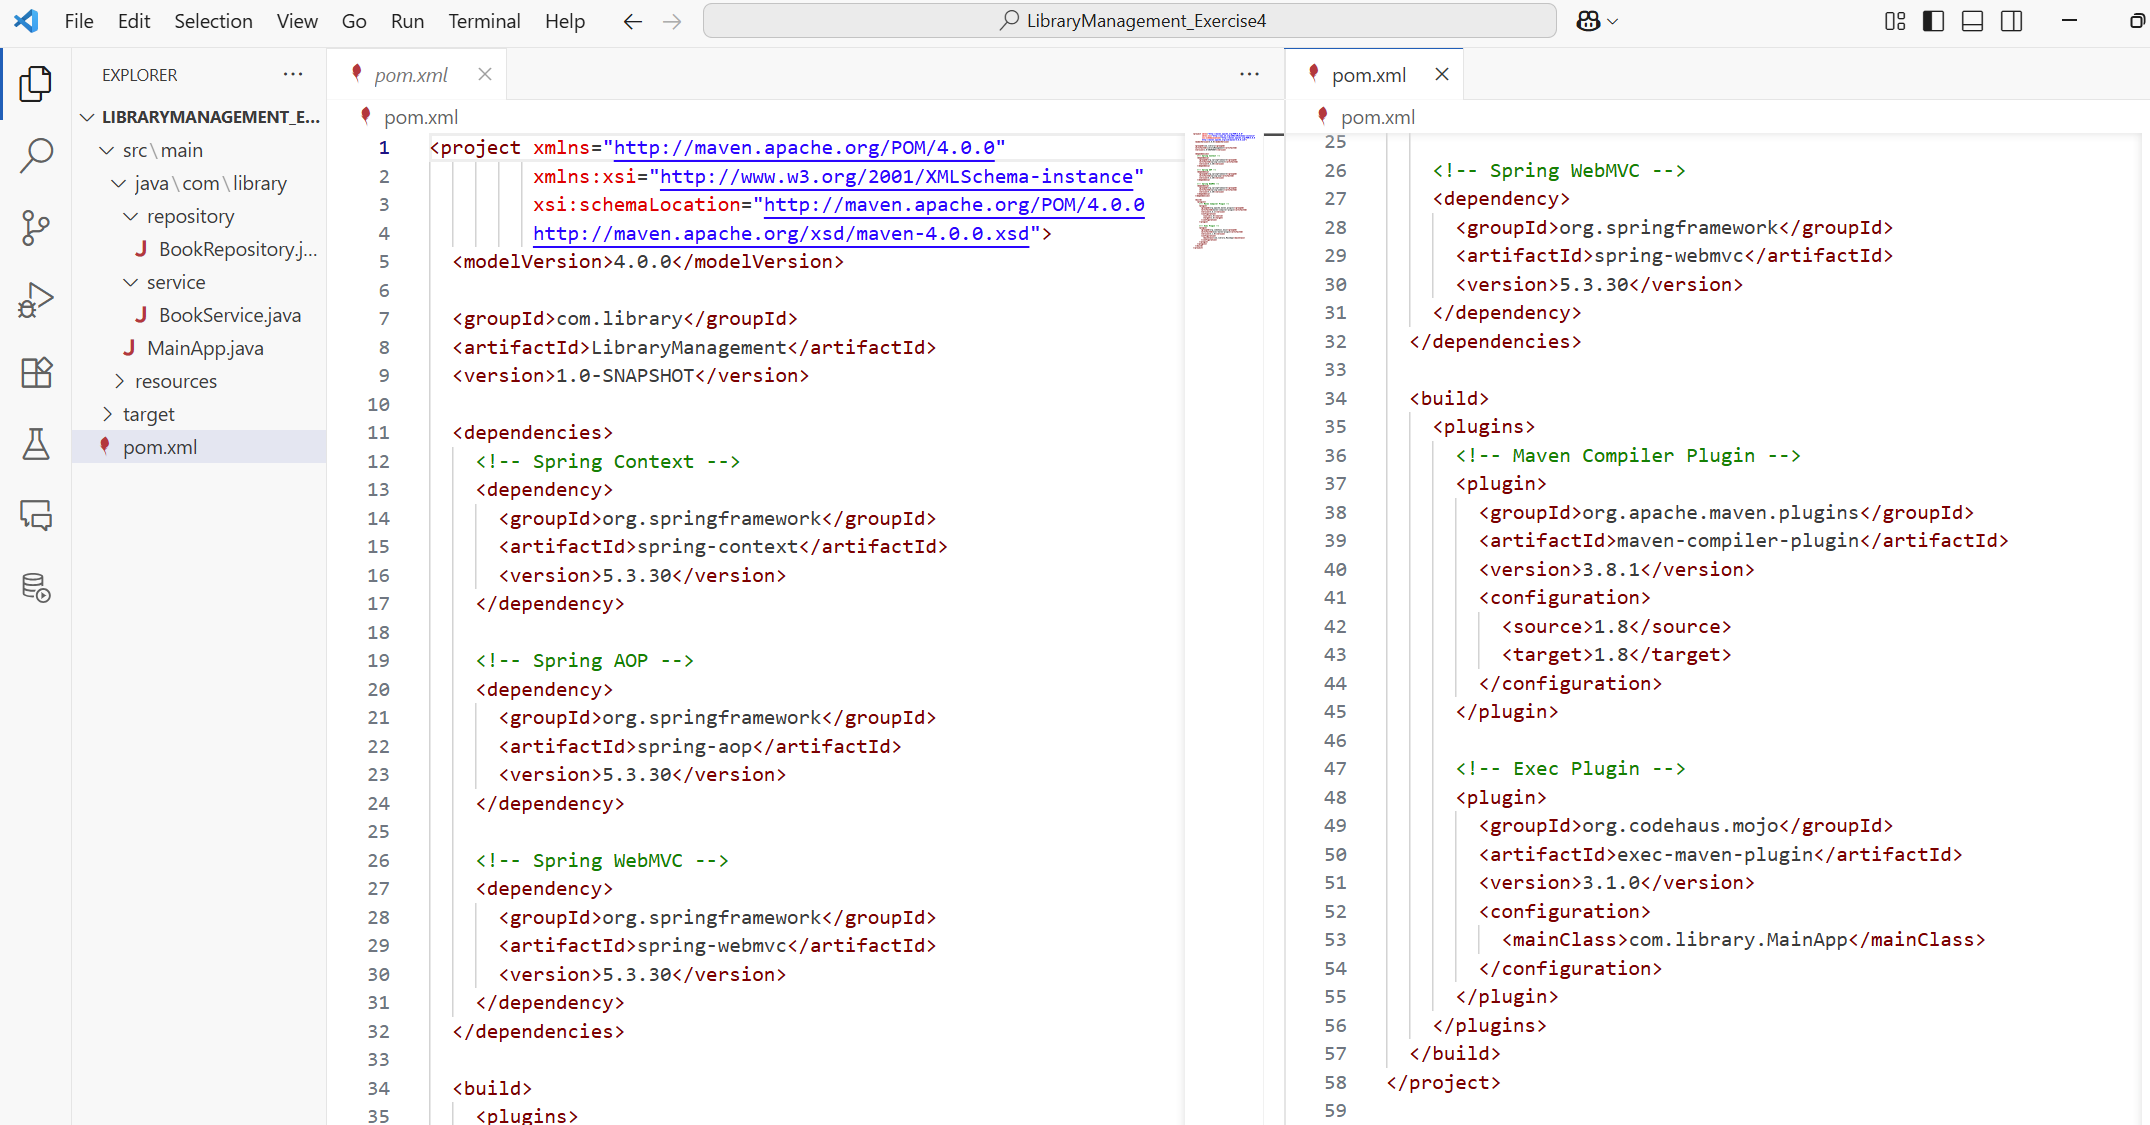 File Edit Selection View Go Run Terminal Help LibraryManagement_Exercise4
EXPLORER
LIBRARYMANAGEMENT_E...
src\main
java\com\library
repository
J BookRepository.j...
service
J BookService.java
J MainApp.java
resources
target
pom.xml
pom.xml
pom.xml
1 <project xmlns="http://maven.apache.org/POM/4.0.0"
2 xmlns:xsi="http://www.w3.org/2001/XMLSchema-instance"
3 xsi:schemaLocation="http://maven.apache.org/POM/4.0.0
4 http://maven.apache.org/xsd/maven-4.0.0.xsd">
5 <modelVersion>4.0.0</modelVersion>
6
7 <groupId>com.library</groupId>
8 <artifactId>LibraryManagement</artifactId>
9 <version>1.0-SNAPSHOT</version>
10
11 <dependencies>
12 <!-- Spring Context -->
13 <dependency>
14 <groupId>org.springframework</groupId>
15 <artifactId>spring-context</artifactId>
16 <version>5.3.30</version>
17 </dependency>
18
19 <!-- Spring AOP -->
20 <dependency>
21 <groupId>org.springframework</groupId>
22 <artifactId>spring-aop</artifactId>
23 <version>5.3.30</version>
24 </dependency>
25
26 <!-- Spring WebMVC -->
27 <dependency>
28 <groupId>org.springframework</groupId>
29 <artifactId>spring-webmvc</artifactId>
30 <version>5.3.30</version>
31 </dependency>
32 </dependencies>
33
34 <build>
35 <plugins>
pom.xml
pom.xml
25
26 <!-- Spring WebMVC -->
27 <dependency>
28 <groupId>org.springframework</groupId>
29 <artifactId>spring-webmvc</artifactId>
30 <version>5.3.30</version>
31 </dependency>
32 </dependencies>
33
34 <build>
35 <plugins>
36 <!-- Maven Compiler Plugin -->
37 <plugin>
38 <groupId>org.apache.maven.plugins</groupId>
39 <artifactId>maven-compiler-plugin</artifactId>
40 <version>3.8.1</version>
41 <configuration>
42 <source>1.8</source>
43 <target>1.8</target>
44 </configuration>
45 </plugin>
46
47 <!-- Exec Plugin -->
48 <plugin>
49 <groupId>org.codehaus.mojo</groupId>
50 <artifactId>exec-maven-plugin</artifactId>
51 <version>3.1.0</version>
52 <configuration>
53 <mainClass>com.library.MainApp</mainClass>
54 </configuration>
55 </plugin>
56 </plugins>
57 </build>
58 </project>
59